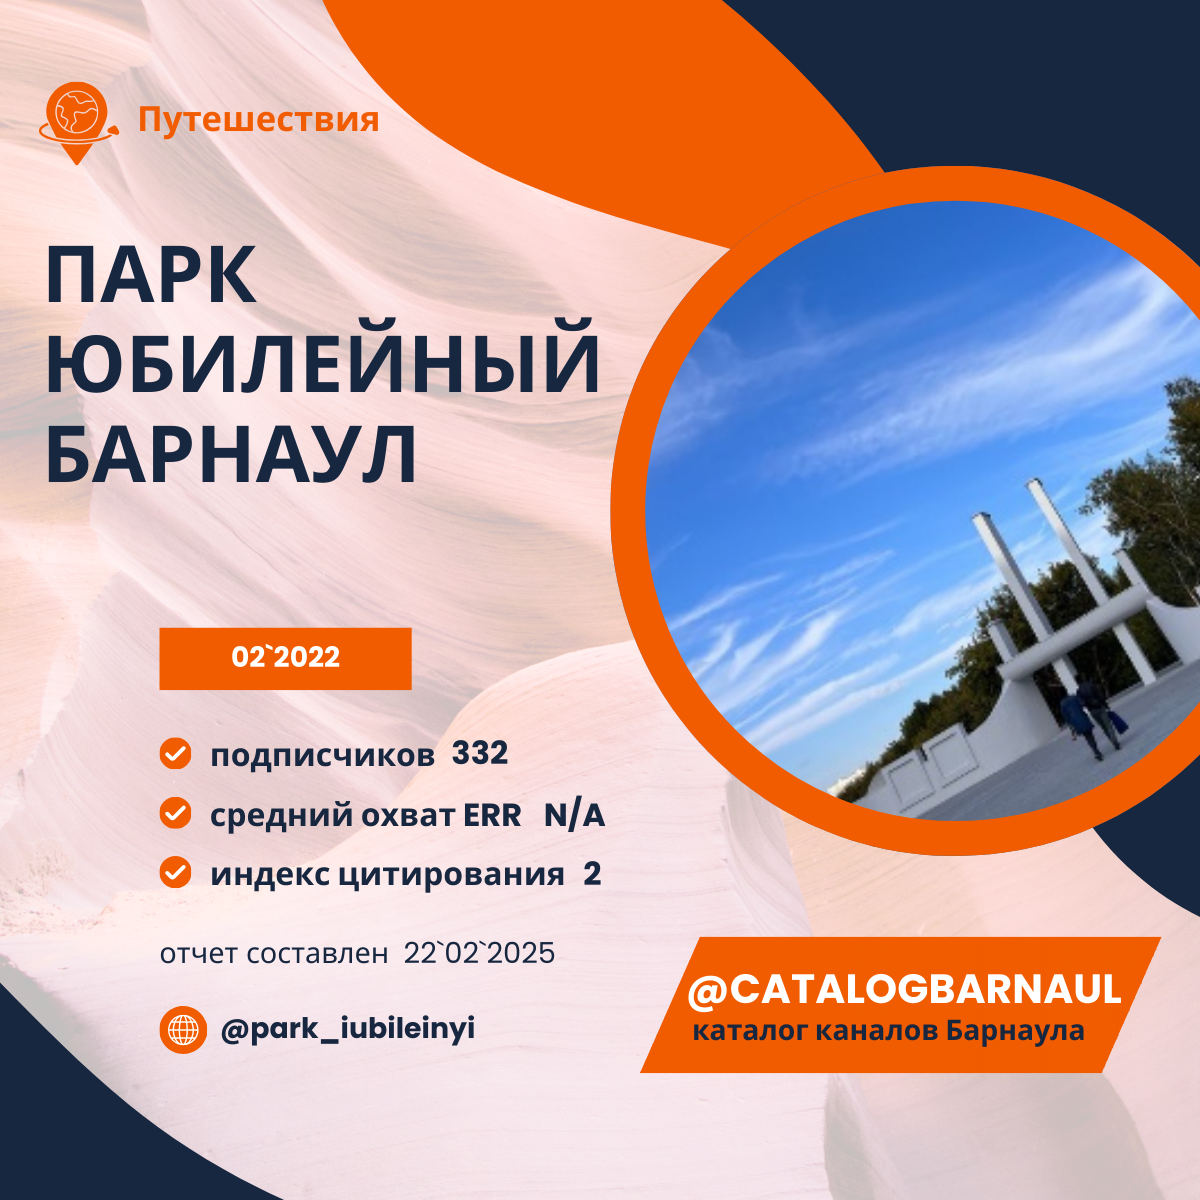 Путешествия
ПАРК
ЮБИЛЕЙНЫЙ
БАРНАУЛ
02`2022
подписчиков 332
средний охват ERR N/A
индекс цитирования 2
отчет составлен 22`02`2025
@park_iubileinyi
@CATALOGBARNAUL
каталог каналов Барнаула